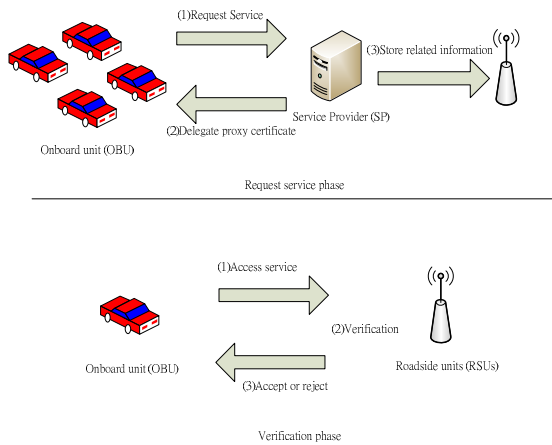 (1)Request Service
(3)Store related information
Service Provider (SP)
(2)Delegate proxy certificate
Onboard unit (OBU)
Request service phase
(1)Access service
(2)Verification
Onboard unit (OBU)
Roadside units (RSUs)
(3)Accept or reject
Verification phase